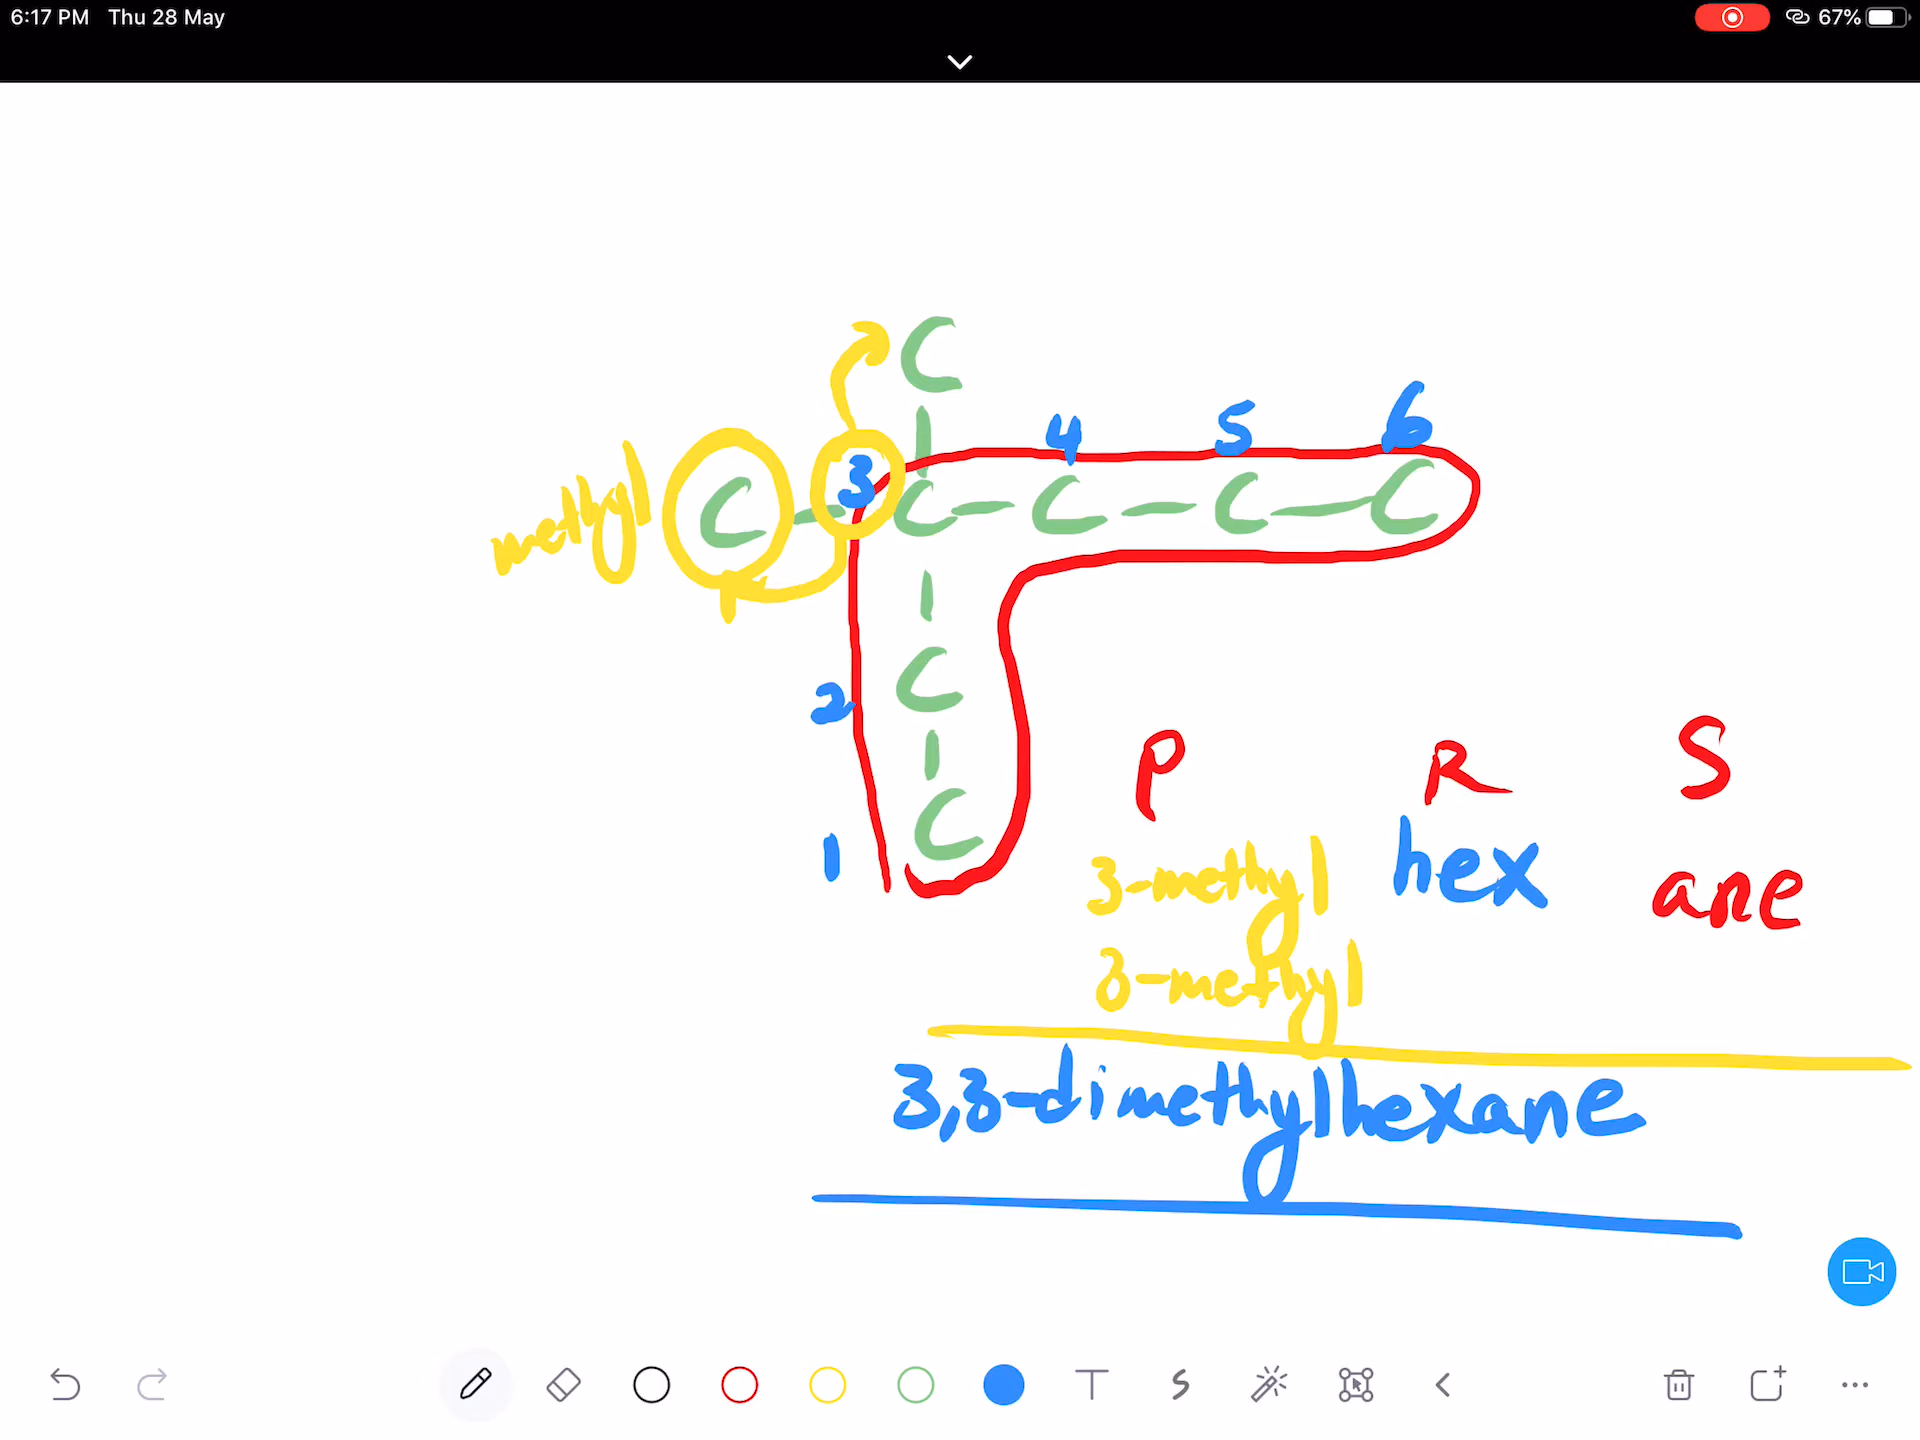 6:17 PM Thu 28 May
67%
C
4 5 6
methyl C - 3 C - C - C - C
C
2
C
1
P R S
3-methyl hex ane
3-methyl
3,3-dimethylhexane
T